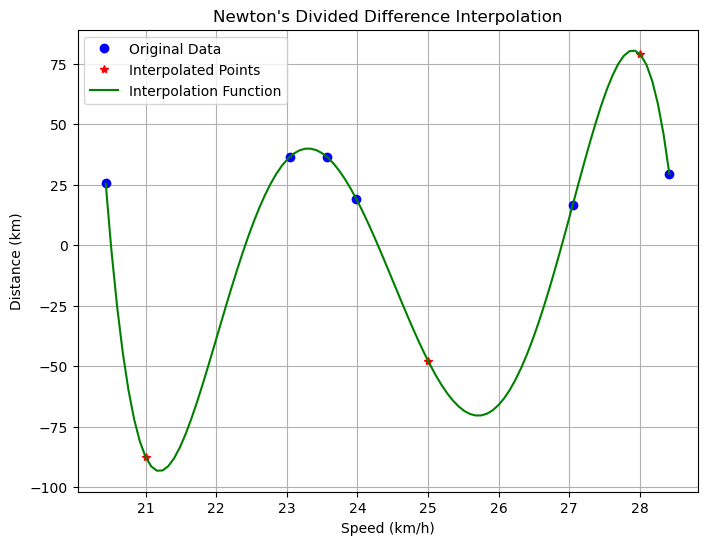 Newton's Divided Difference Interpolation
Original Data
Interpolated Points
Interpolation Function
75
50
25
0
−25
−50
−75
−100
Distance (km)
21 22 23 24 25 26 27 28
Speed (km/h)